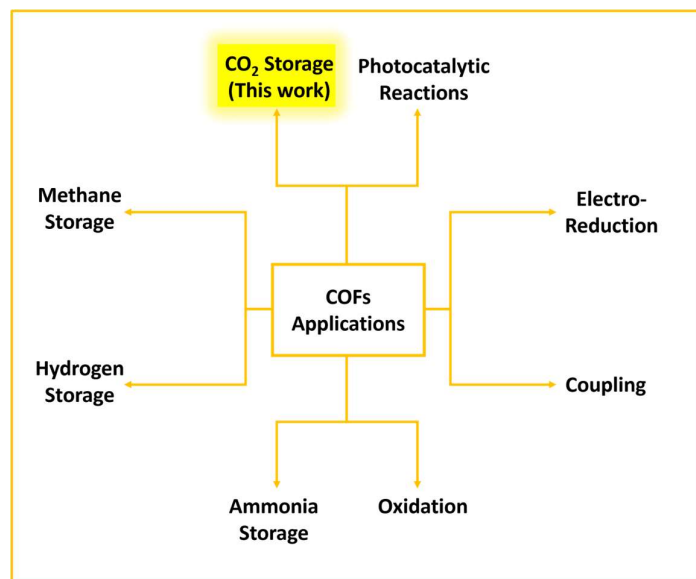 CO₂ Storage
(This work)
Photocatalytic
Reactions
Methane
Storage
Electro-
Reduction
COFs
Applications
Hydrogen
Storage
Coupling
Ammonia
Storage
Oxidation